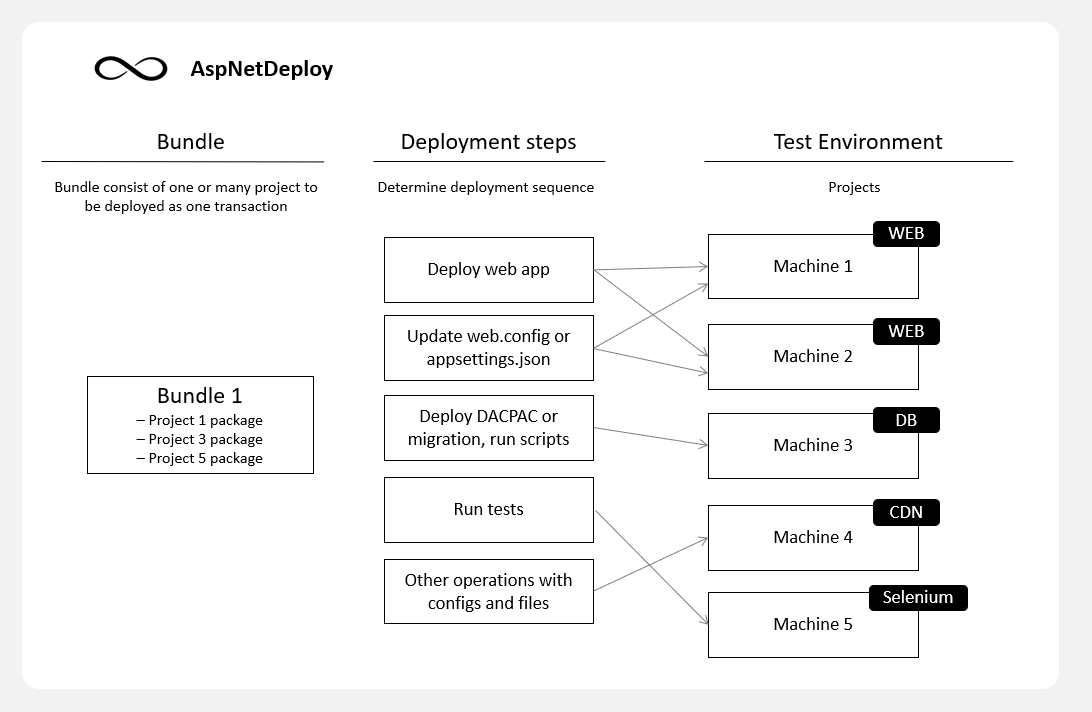 AspNetDeploy
Bundle
Bundle consist of one or many project to
be deployed as one transaction
Bundle 1
– Project 1 package
– Project 3 package
– Project 5 package
Deployment steps
Determine deployment sequence
Deploy web app
Update web.config or
appsettings.json
Deploy DACPAC or
migration, run scripts
Run tests
Other operations with
configs and files
Test Environment
Projects
WEB
Machine 1
WEB
Machine 2
DB
Machine 3
CDN
Machine 4
Selenium
Machine 5